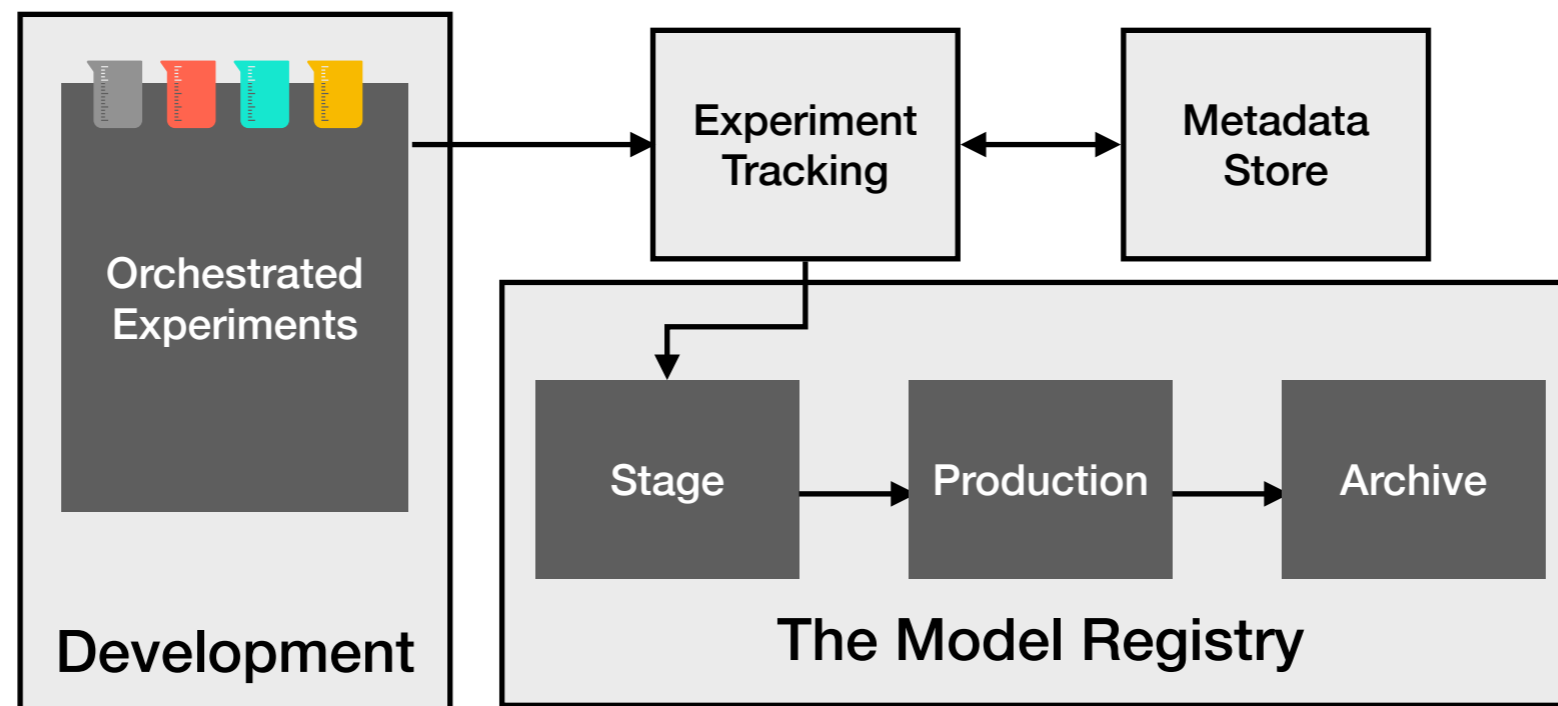 Orchestrated
Experiments
Development
Experiment
Tracking
Metadata
Store
Stage
Production
Archive
The Model Registry